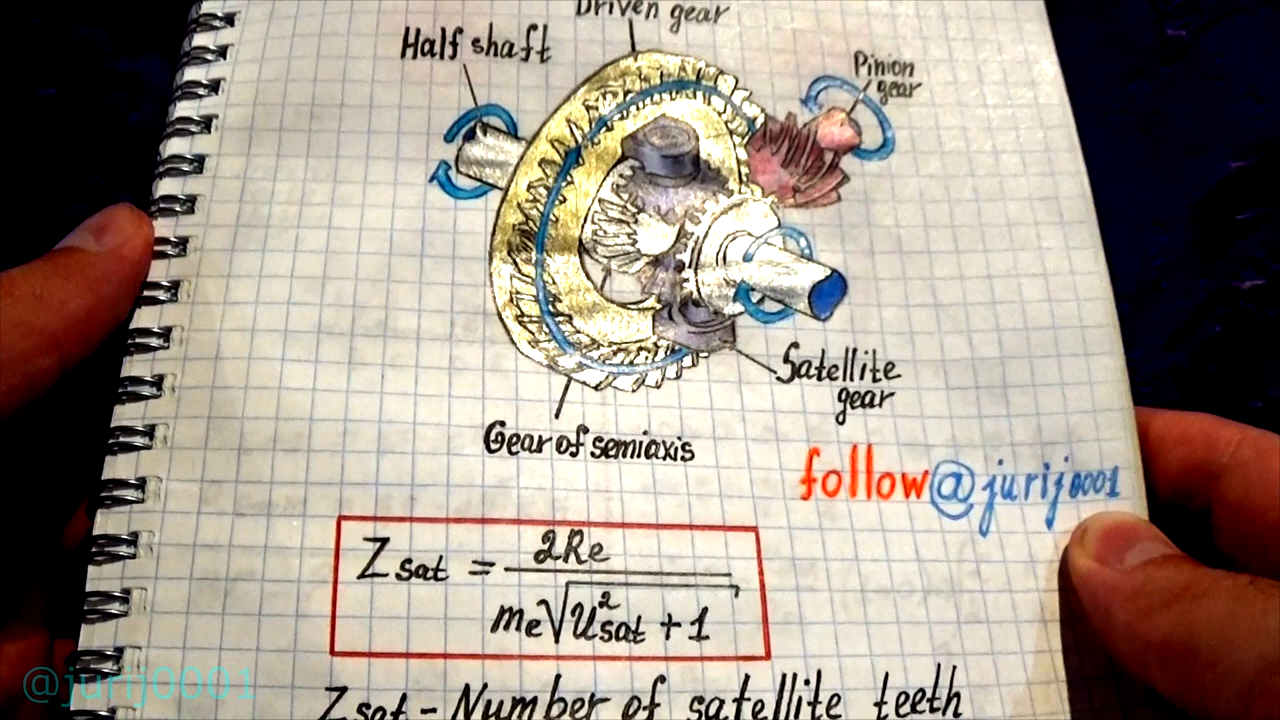 Driven gear
Half shaft
Pinion
gear
Satellite
gear
Gear of semiaxis
follow @jurij0001
Zsat = 2Re / me√(u²sat + 1)
Zsat - Number of satellite teeth
@jurij0001